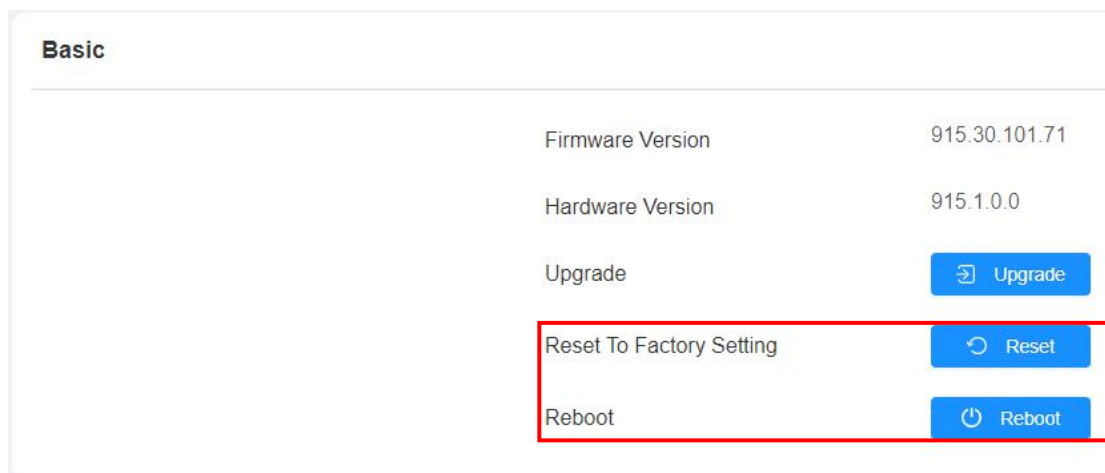 Basic
Firmware Version 915.30.101.71
Hardware Version 915.1.0.0
Upgrade Upgrade
Reset To Factory Setting Reset
Reboot Reboot